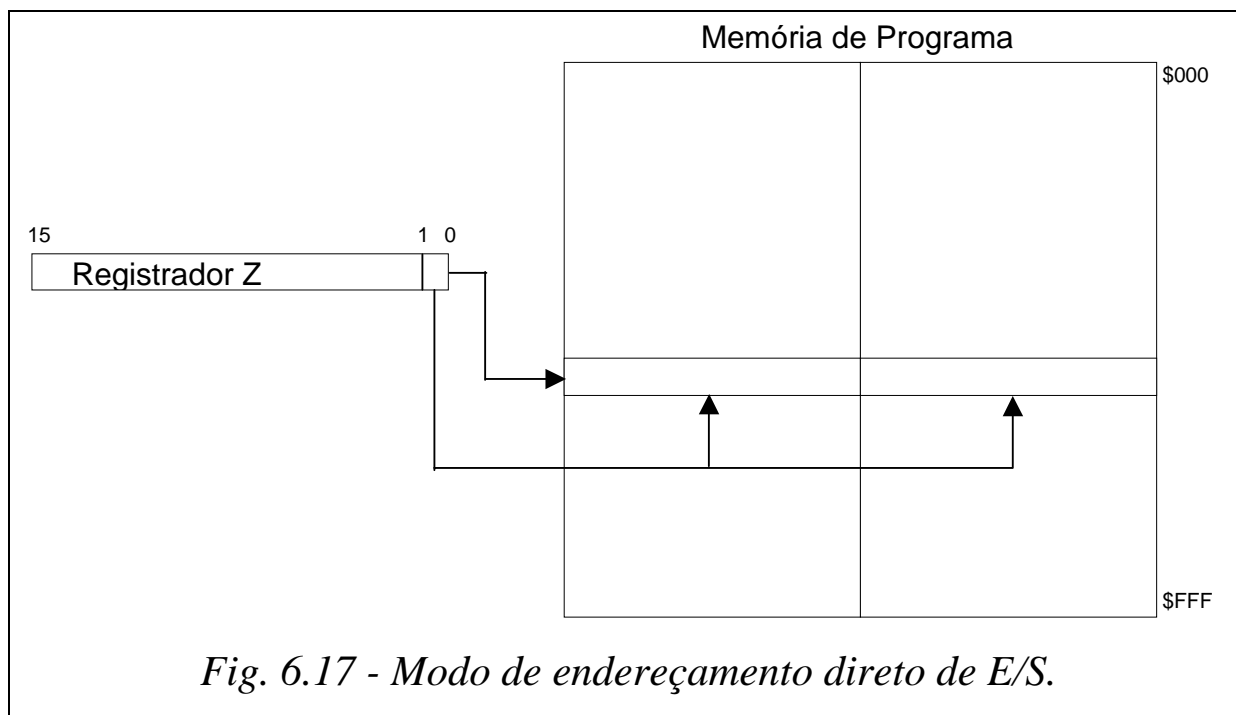 Memória de Programa
$000
15 1 0
Registrador Z
$FFF
Fig. 6.17 - Modo de endereçamento direto de E/S.